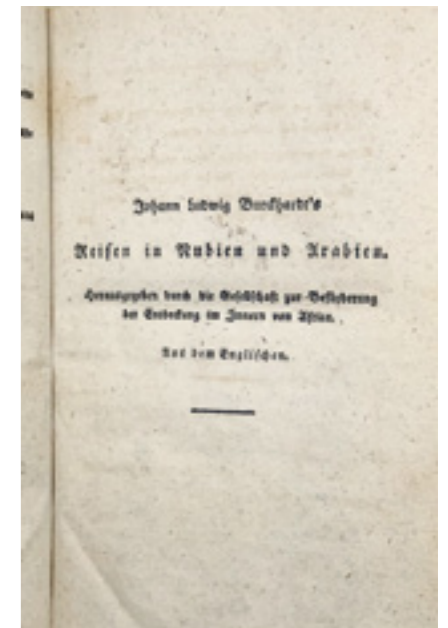 Johann Ludwig Burckhardt's
Reisen in Nubien und Arabien.
Herausgegeben durch die Gesellschaft zur Beförderung
der Entdeckung im Innern von Afrika.
Aus dem Englischen.